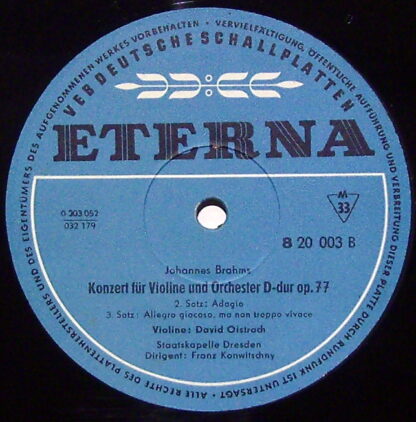 DES AUFGENOMMENEN WERKES VORBEHALTEN · VERVIELFÄLTIGUNG, ÖFFENTLICHE AUFFÜHRUNG UND VERBREITUNG DIESER PLATTE DURCH RUNDFUNK IST UNTERSAGT · ALLE RECHTE DES PLATTENHERSTELLERS UND DES EIGENTÜMERS
VEB DEUTSCHE SCHALLPLATTEN
ETERNA
M
33
0 203 052
032 179
8 20 003 B
Johannes Brahms
Konzert für Violine und Orchester D-dur op. 77
2. Satz: Adagio
3. Satz: Allegro giocoso, ma non troppo vivace
Violine: David Oistrach
Staatskapelle Dresden
Dirigent: Franz Konwitschny